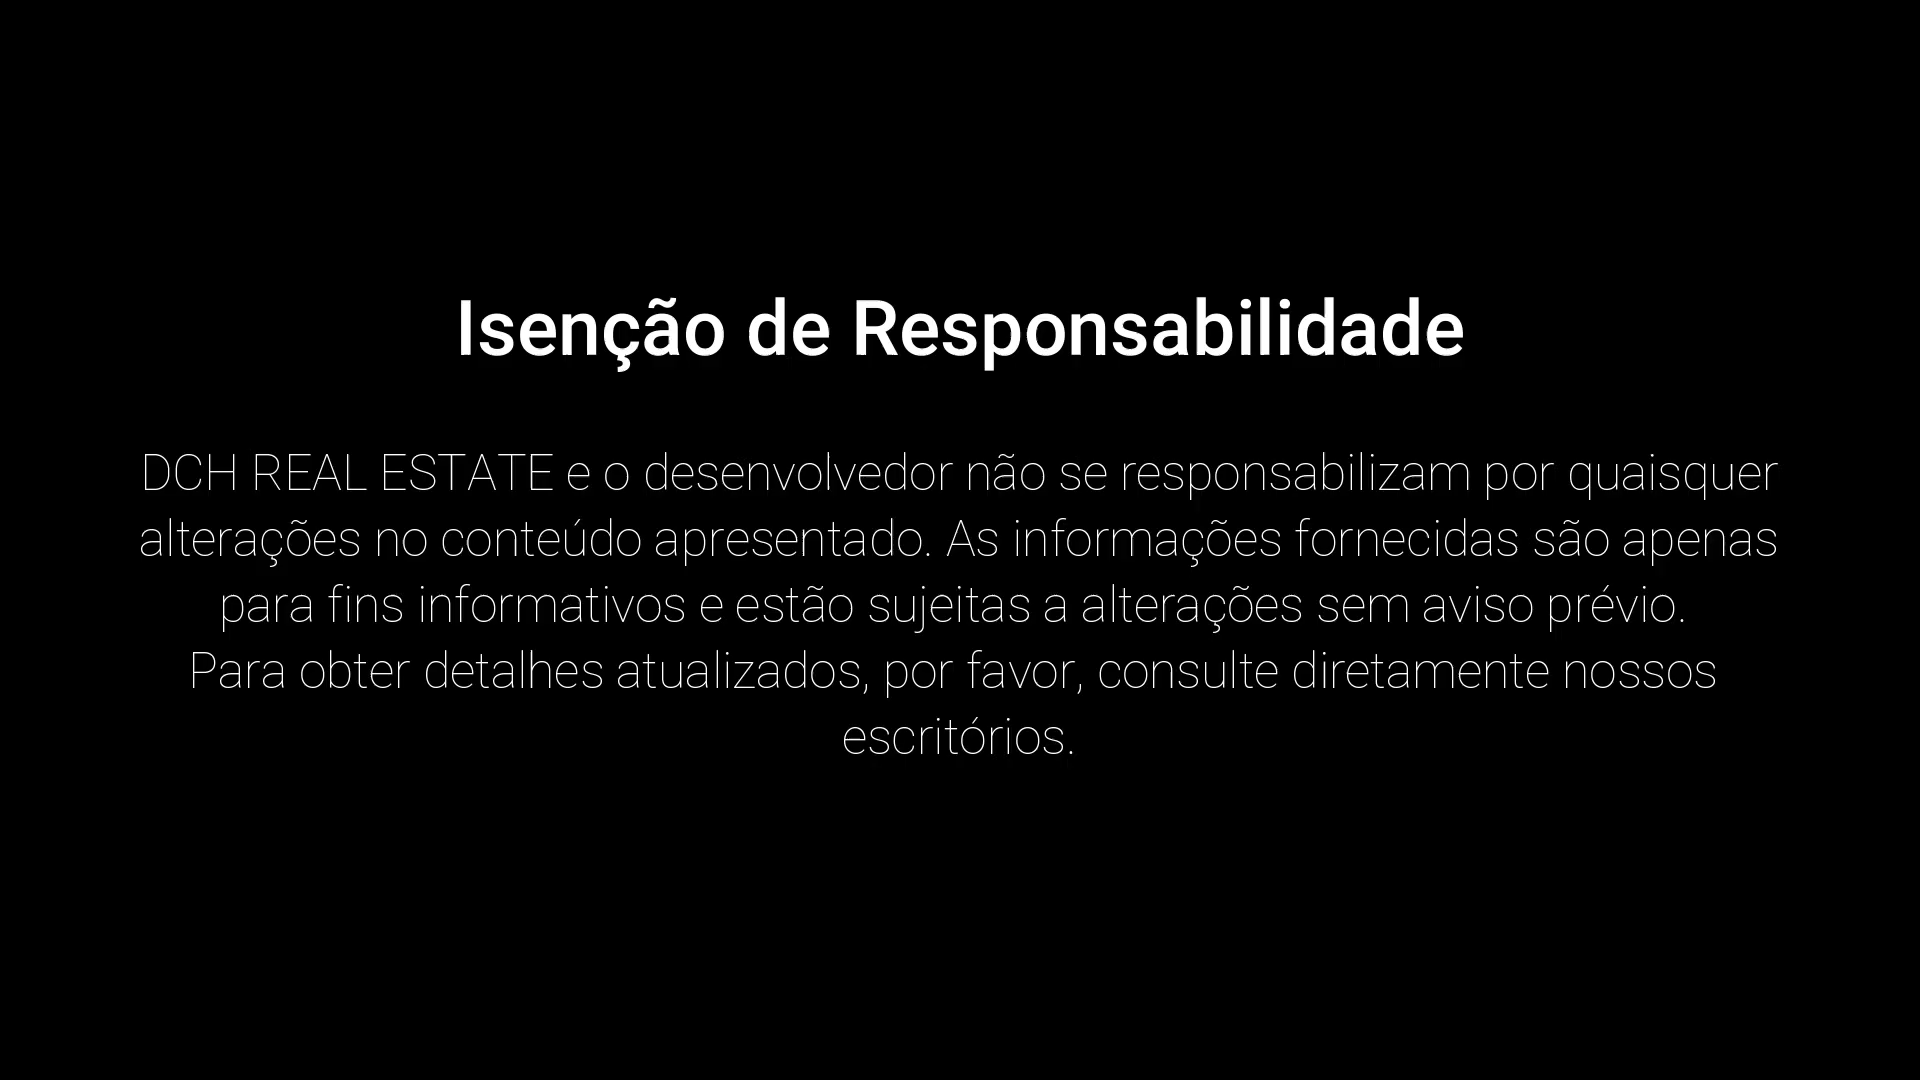 Isenção de Responsabilidade
DCH REAL ESTATE e o desenvolvedor não se responsabilizam por quaisquer
alterações no conteúdo apresentado. As informações fornecidas são apenas
para fins informativos e estão sujeitas a alterações sem aviso prévio.
Para obter detalhes atualizados, por favor, consulte diretamente nossos
escritórios.